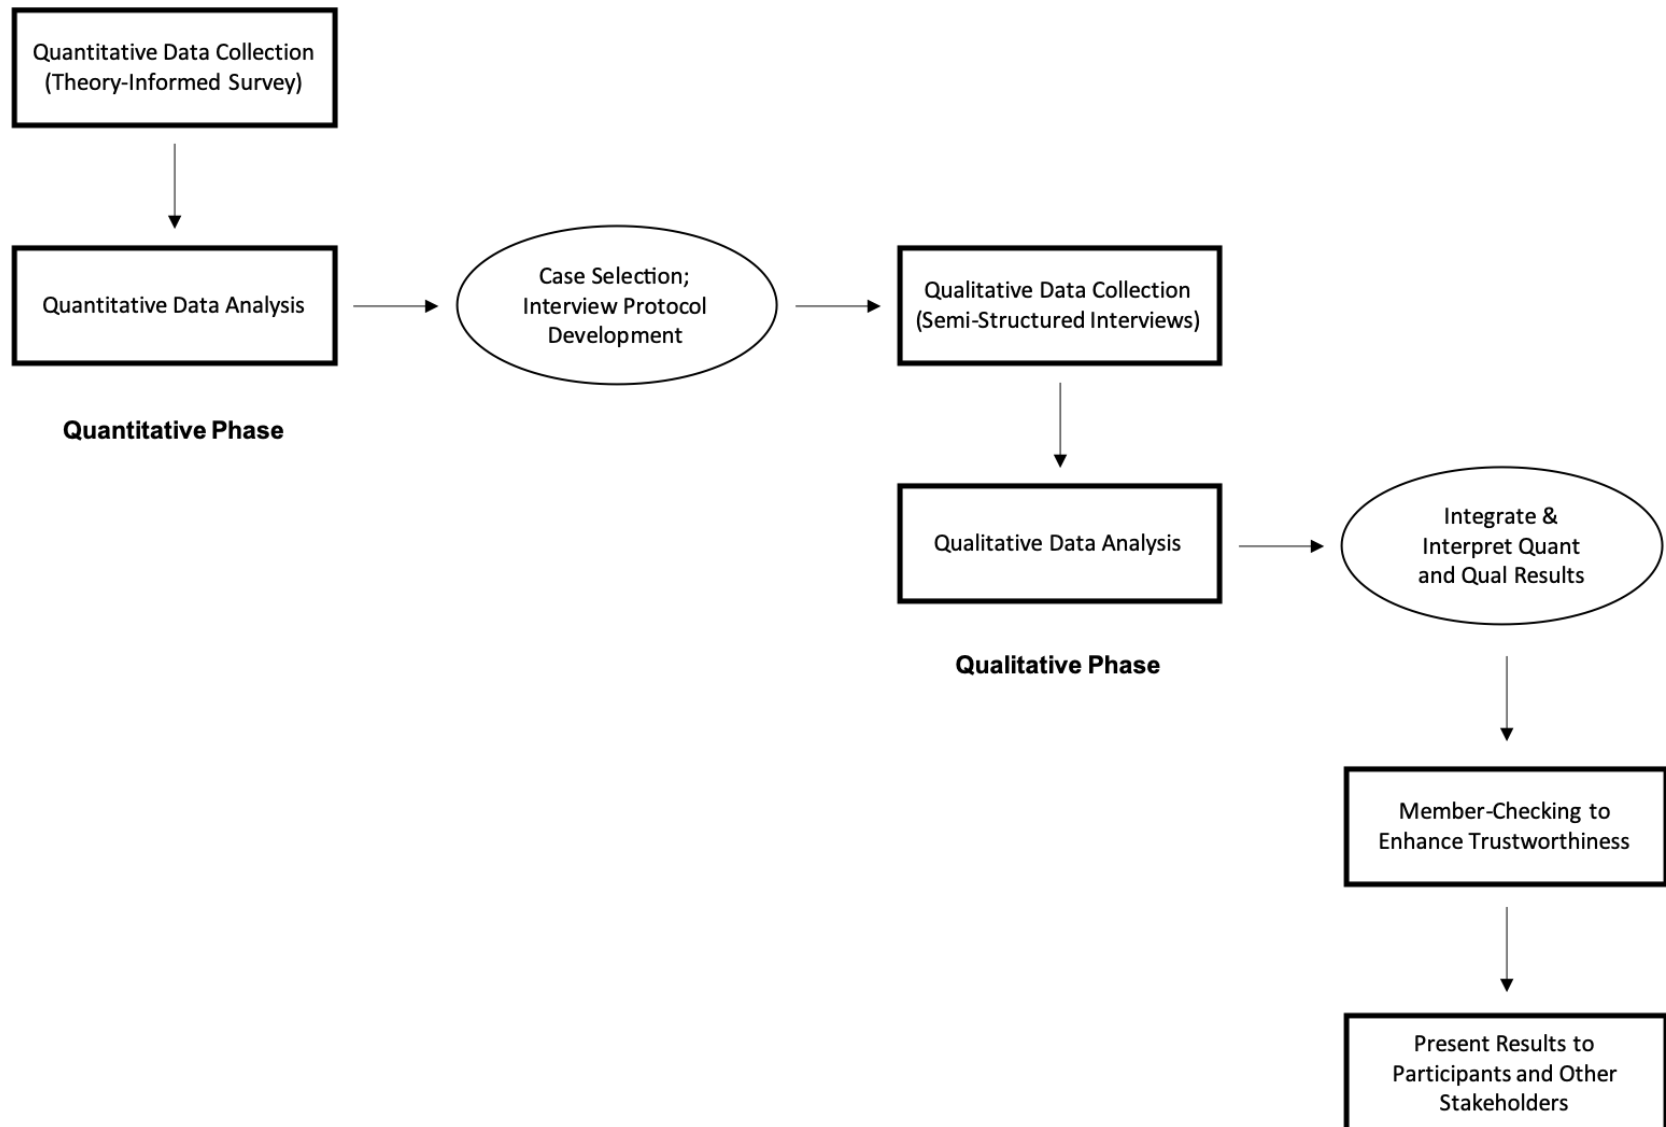 Quantitative Data Collection
(Theory-Informed Survey)
Quantitative Data Analysis
Quantitative Phase
Case Selection;
Interview Protocol
Development
Qualitative Data Collection
(Semi-Structured Interviews)
Qualitative Data Analysis
Qualitative Phase
Integrate &
Interpret Quant
and Qual Results
Member-Checking to
Enhance Trustworthiness
Present Results to
Participants and Other
Stakeholders